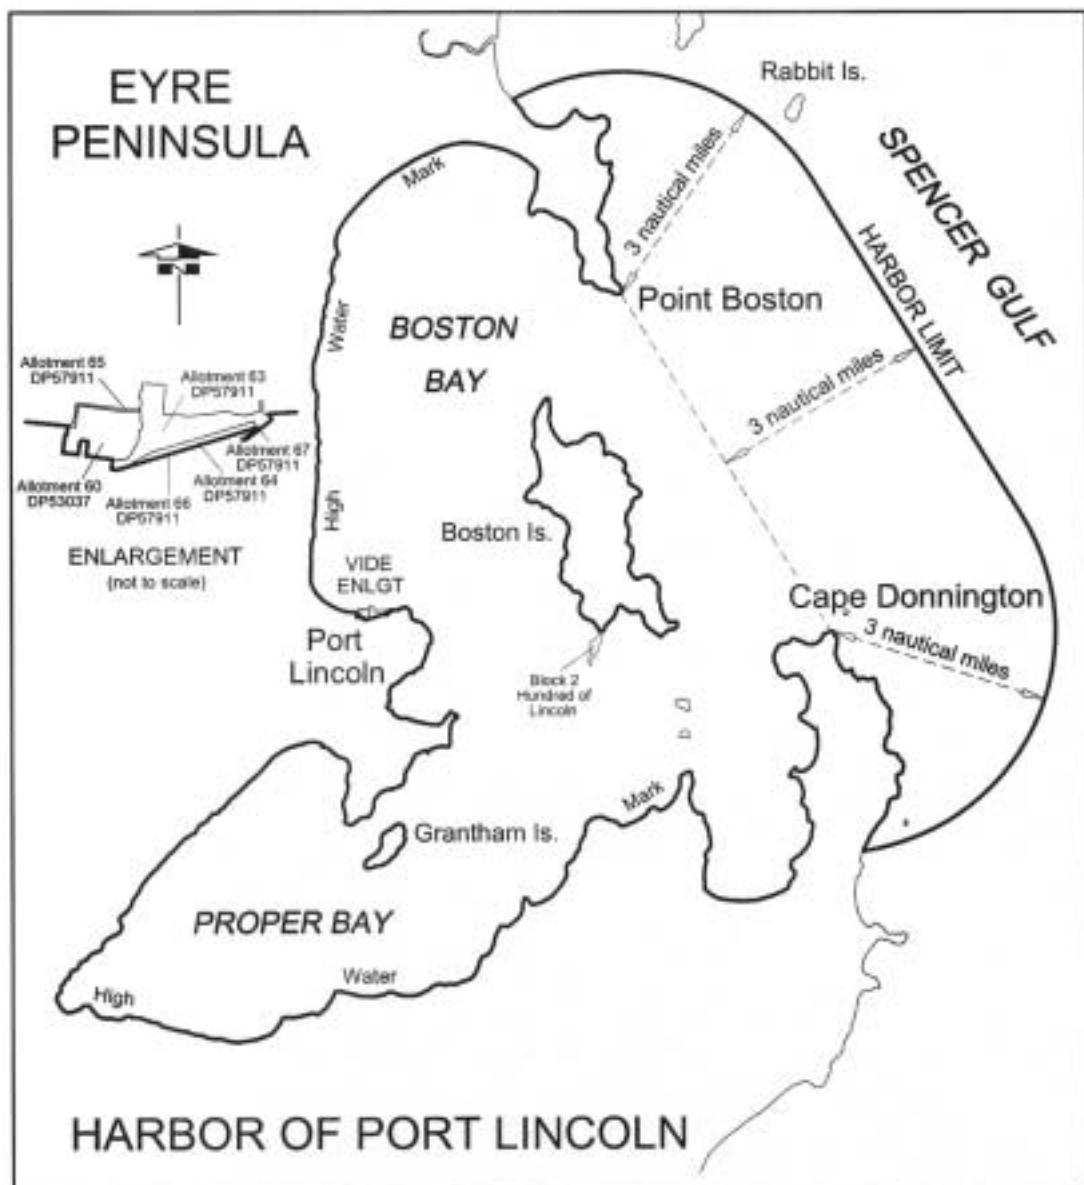 EYRE
PENINSULA
Rabbit Is.
SPENCER GULF
Mark
3 nautical miles
HARBOR LIMIT
Water
BOSTON
BAY
Point Boston
Allotment 65
DP57911
Allotment 63
DP57911
3 nautical miles
Allotment 67
DP57911
Allotment 60
DP53037
Allotment 64
DP57911
Allotment 66
DP57911
High
Boston Is.
ENLARGEMENT
(not to scale)
VIDE
ENLGT
Cape Donnington
Port
Lincoln
3 nautical miles
Block 2
Hundred of
Lincoln
Mark
Grantham Is.
PROPER BAY
Water
High
HARBOR OF PORT LINCOLN